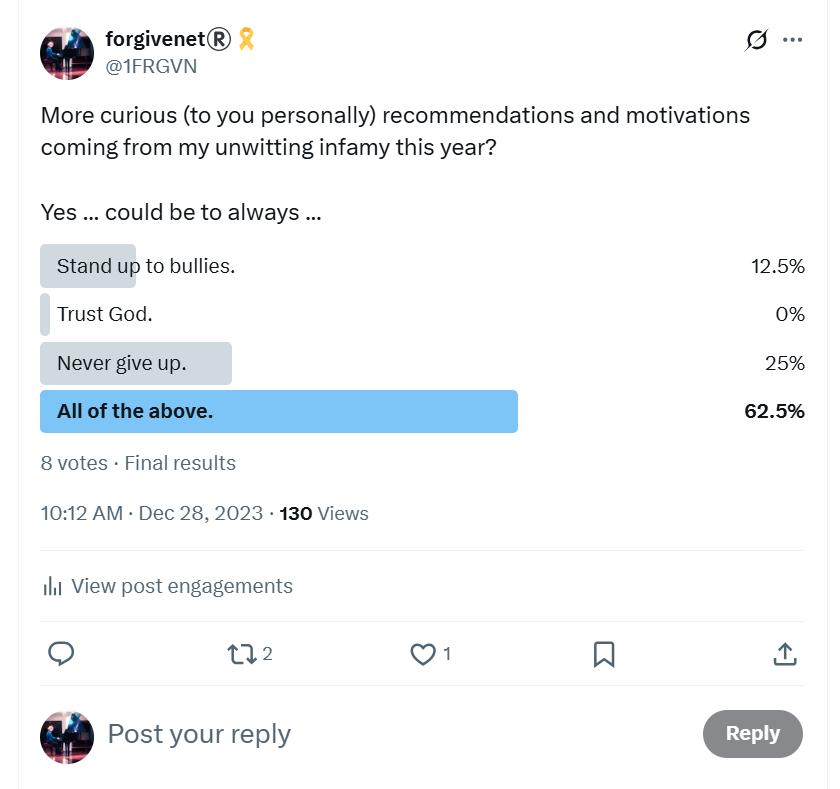 forgivenet® 🎗️
@1FRGVN
More curious (to you personally) recommendations and motivations
coming from my unwitting infamy this year?
Yes ... could be to always ...
Stand up to bullies. 12.5%
Trust God. 0%
Never give up. 25%
All of the above. 62.5%
8 votes · Final results
10:12 AM · Dec 28, 2023 · 130 Views
View post engagements
2 1
Post your reply Reply